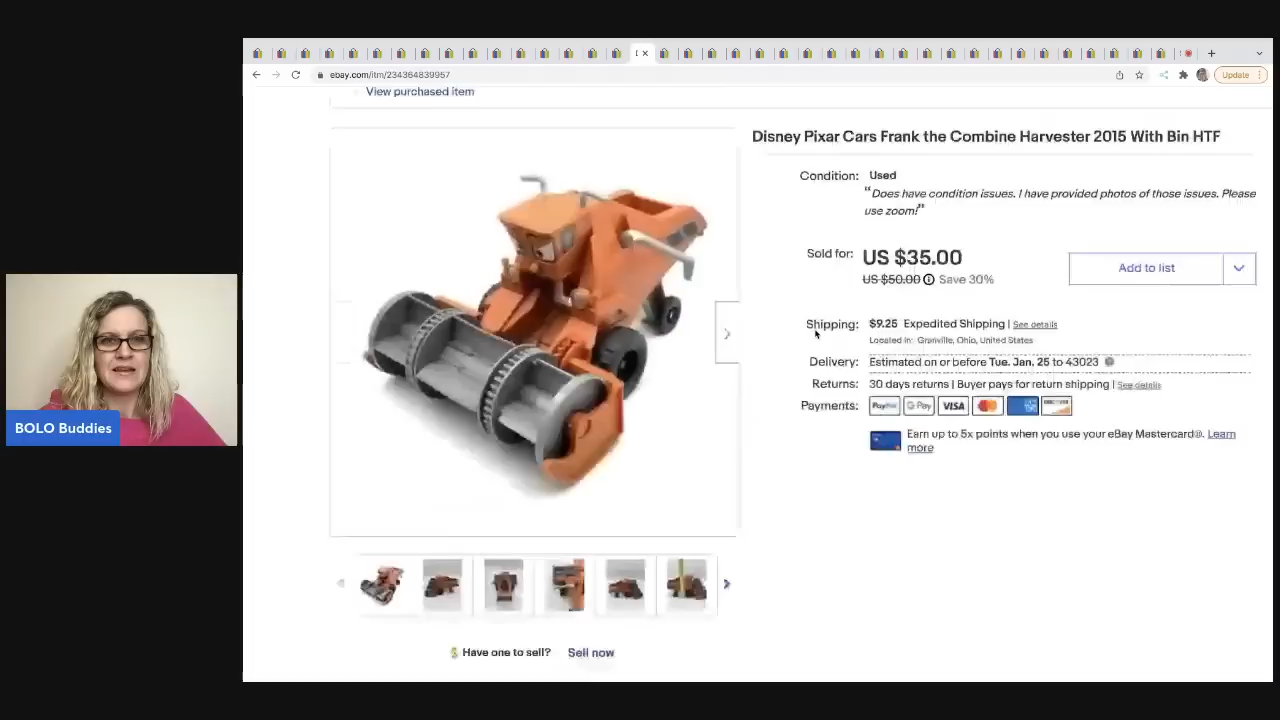 ebay.com/itm/234364839957
Update
View purchased item
Disney Pixar Cars Frank the Combine Harvester 2015 With Bin HTF
Condition: Used
"Does have condition issues. I have provided photos of those issues. Please
use zoom!"
Sold for: US $35.00
US $50.00 Save 30%
Add to list
Shipping: $9.25 Expedited Shipping | See details
Located in: Granville, Ohio, United States
Delivery: Estimated on or before Tue. Jan, 25 to 43023
Returns: 30 days returns | Buyer pays for return shipping | See details
Payments: PayPal G Pay VISA DISCOVER
Earn up to 5x points when you use your eBay Mastercard®. Learn
more
BOLO Buddies
Have one to sell? Sell now